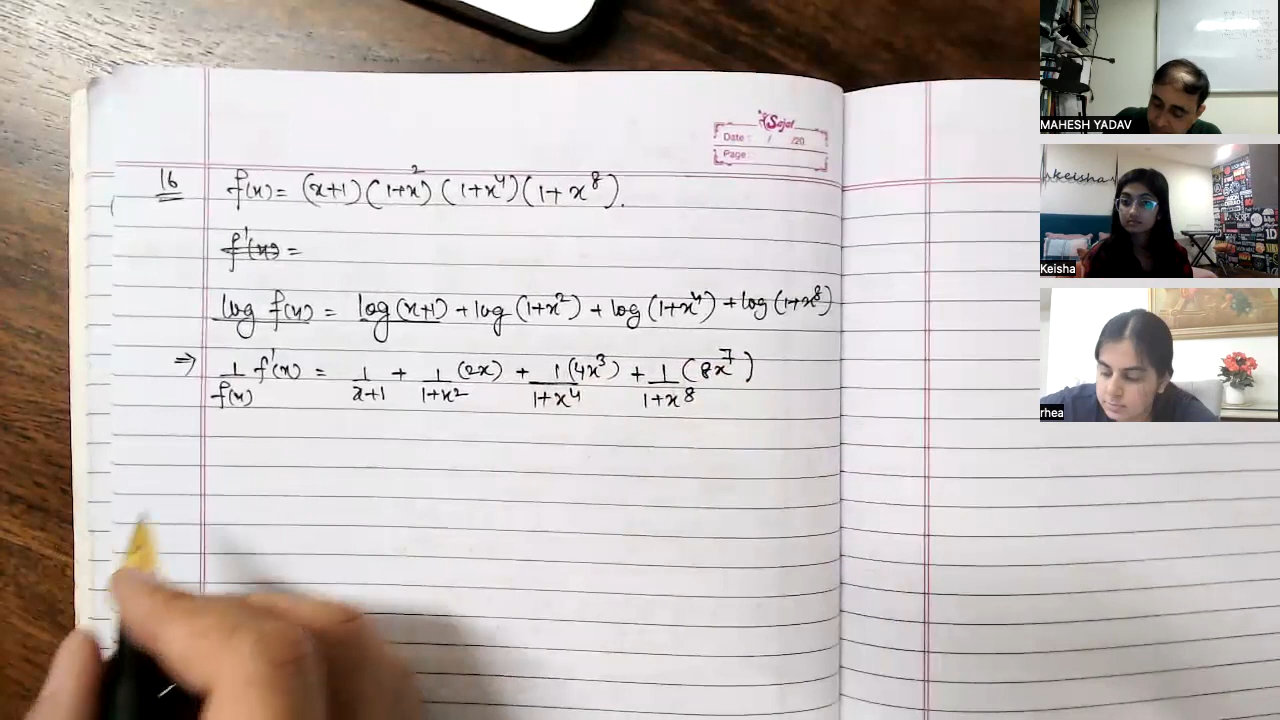 Sojal
Date : / /20
Page:
16 f(x) = (x+1) (1+x²) (1+x⁴) (1+x⁸).
f'(x) =
log f(x) = log (x+1) + log (1+x²) + log (1+x⁴) + log (1+x⁸)
⇒ 1/f(x) f'(x) = 1/x+1 + 1/1+x² (2x) + 1/1+x⁴ (4x³) + 1/1+x⁸ (8x⁷)
MAHESH YADAV
keisha
Keisha
rhea